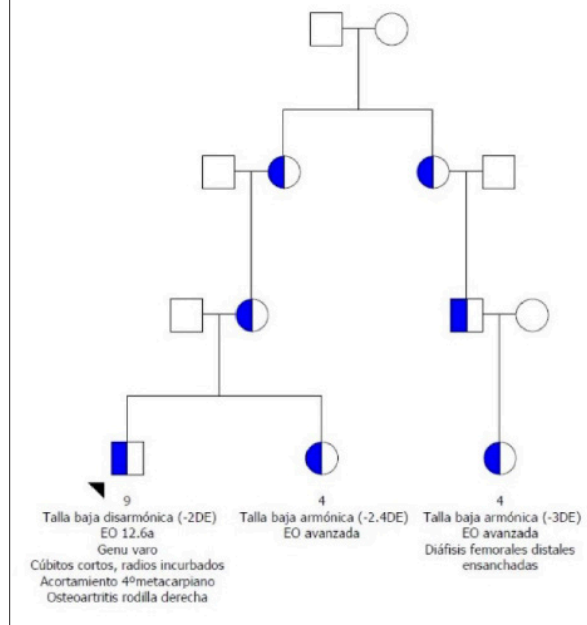 9
Talla baja disarmónica (-2DE)
EO 12.6a
Genu varo
Cúbitos cortos, radios incurbados
Acortamiento 4ºmetacarpiano
Osteoartritis rodilla derecha
4
Talla baja armónica (-2.4DE)
EO avanzada
4
Talla baja armónica (-3DE)
EO avanzada
Diáfisis femorales distales
ensanchadas